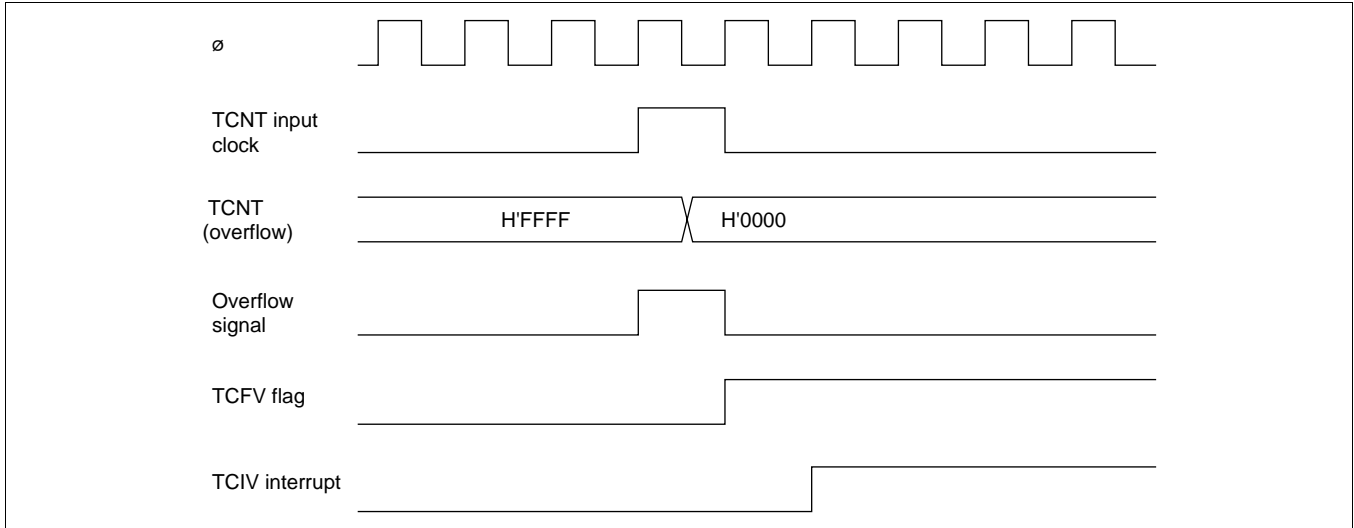 ø
TCNT input
clock
TCNT
(overflow)
H'FFFF
H'0000
Overflow
signal
TCFV flag
TCIV interrupt